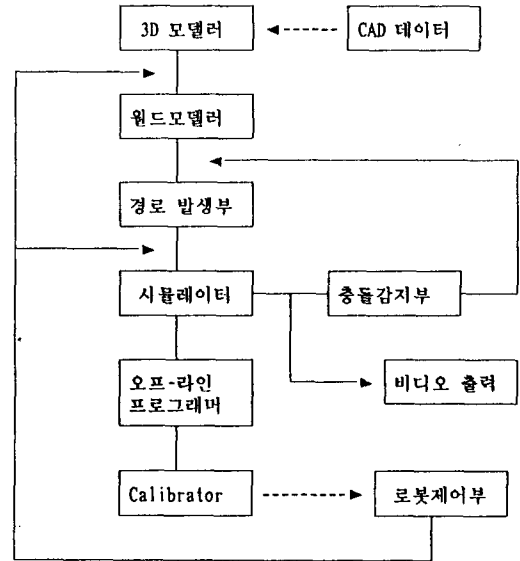 3D 모델러
CAD 데이터
월드모델러
경로 발생부
시뮬레이터
충돌감지부
오프-라인
프로그래머
비디오 출력
Calibrator
로봇제어부